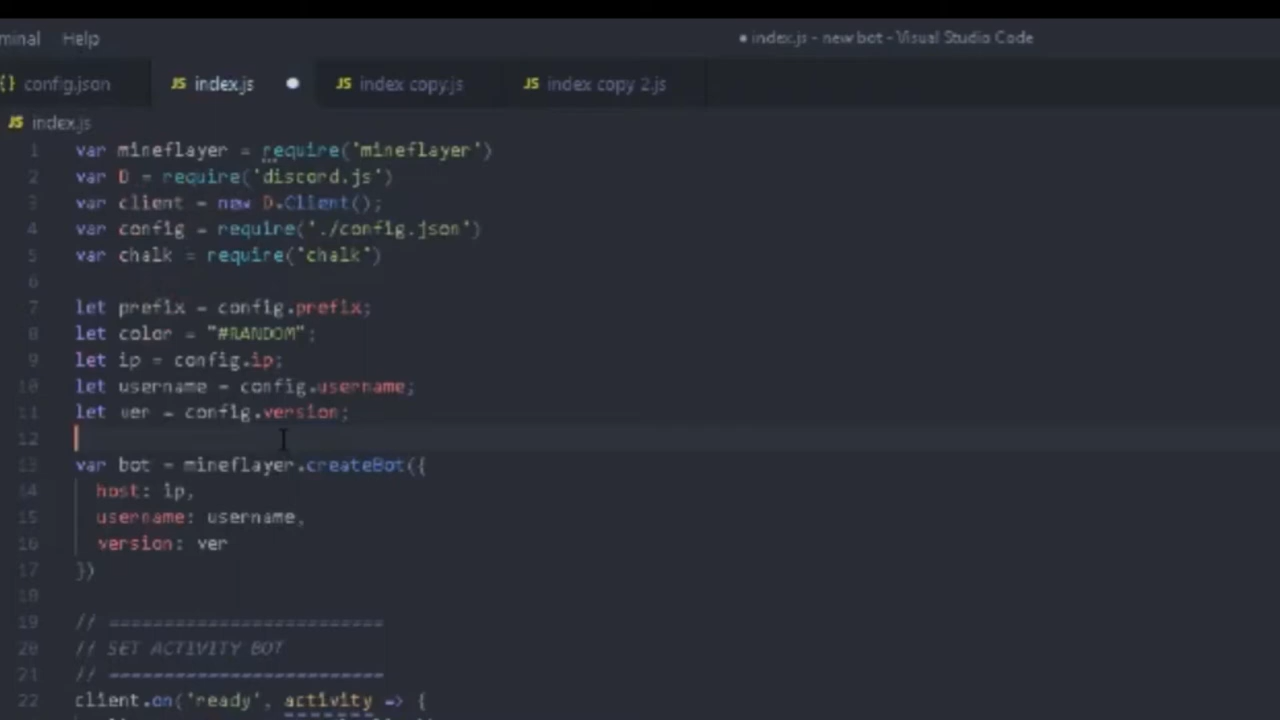 minal Help
● index.js - new bot - Visual Studio Code
{} config.json
JS index.js ●
JS index copy.js
JS index copy 2.js
JS index.js
1 var mineflayer = require('mineflayer')
2 var D = require('discord.js')
3 var client = new D.Client();
4 var config = require('./config.json')
5 var chalk = require('chalk')
6
7 let prefix = config.prefix;
8 let color = "#RANDOM";
9 let ip = config.ip;
10 let username = config.username;
11 let ver = config.version;
12
13 var bot = mineflayer.createBot({
14 host: ip,
15 username: username,
16 version: ver
17 })
18
19 // =========================
20 // SET ACTIVITY BOT
21 // =========================
22 client.on('ready', activity => {